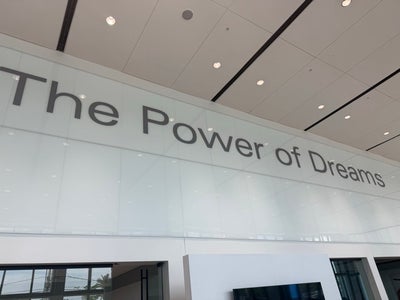 The Power of Dreams